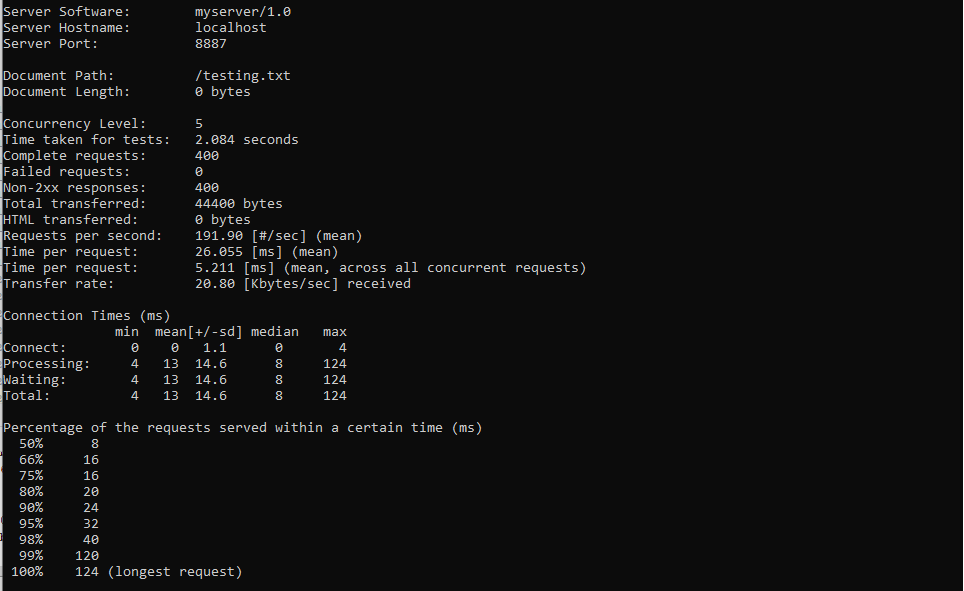 Server Software:        myserver/1.0
Server Hostname:        localhost
Server Port:            8887

Document Path:          /testing.txt
Document Length:        0 bytes

Concurrency Level:      5
Time taken for tests:   2.084 seconds
Complete requests:      400
Failed requests:        0
Non-2xx responses:      400
Total transferred:      44400 bytes
HTML transferred:       0 bytes
Requests per second:    191.90 [#/sec] (mean)
Time per request:       26.055 [ms] (mean)
Time per request:       5.211 [ms] (mean, across all concurrent requests)
Transfer rate:          20.80 [Kbytes/sec] received

Connection Times (ms)
              min  mean[+/-sd] median   max
Connect:        0    0   1.1      0       4
Processing:     4   13  14.6      8     124
Waiting:        4   13  14.6      8     124
Total:          4   13  14.6      8     124

Percentage of the requests served within a certain time (ms)
  50%      8
  66%     16
  75%     16
  80%     20
  90%     24
  95%     32
  98%     40
  99%    120
 100%    124 (longest request)